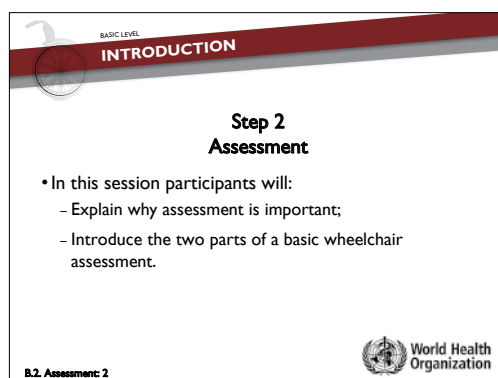 BASIC LEVEL
INTRODUCTION
Step 2
Assessment
• In this session participants will:
– Explain why assessment is important;
– Introduce the two parts of a basic wheelchair
assessment.
B.2. Assessment: 2
World Health
Organization